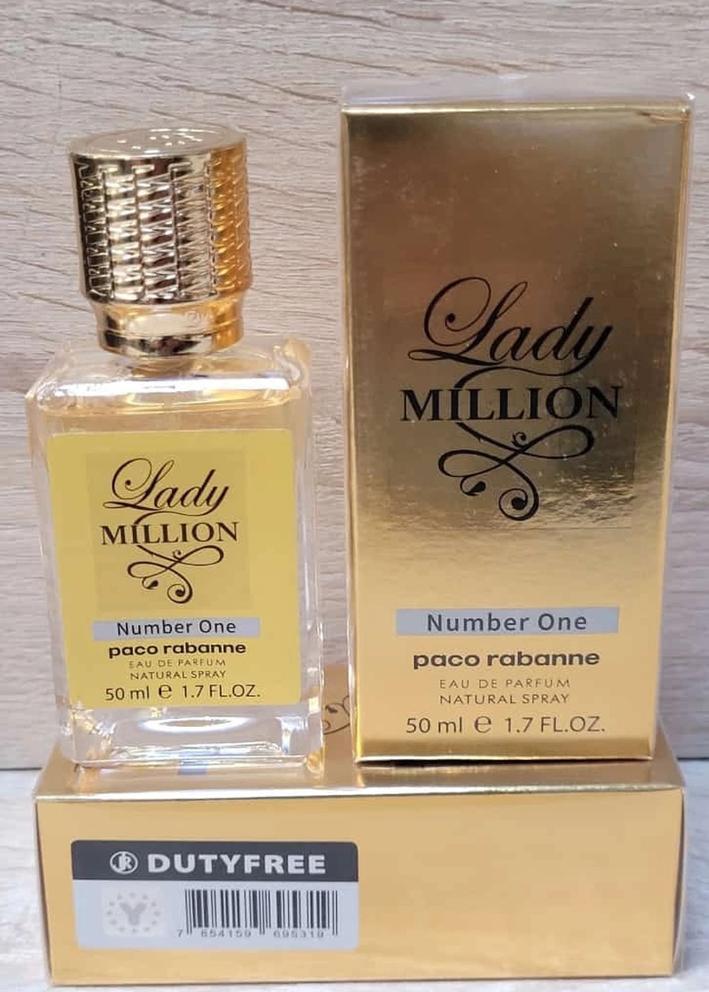 Lady
MILLION
Number One
paco rabanne
EAU DE PARFUM
NATURAL SPRAY
50 ml e 1.7 FL.OZ.
Lady
MILLION
Number One
paco rabanne
EAU DE PARFUM
NATURAL SPRAY
50 ml e 1.7 FL.OZ.
DUTYFREE
7 654159 695319